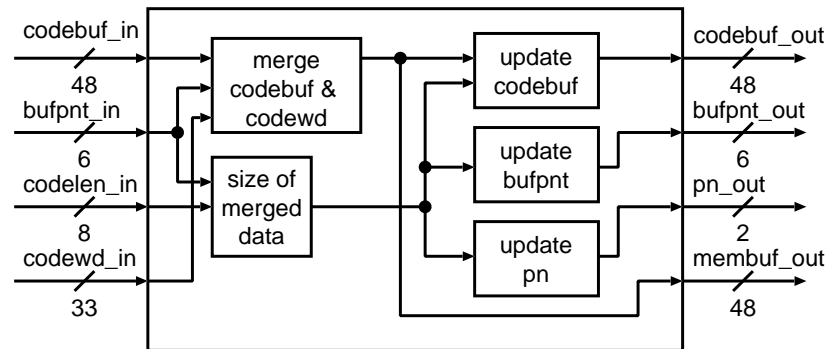 codebuf_in
48
bufpnt_in
6
codelen_in
8
codewd_in
33
merge
codebuf &
codewd
size of
merged
data
update
codebuf
update
bufpnt
update
pn
codebuf_out
48
bufpnt_out
6
pn_out
2
membuf_out
48